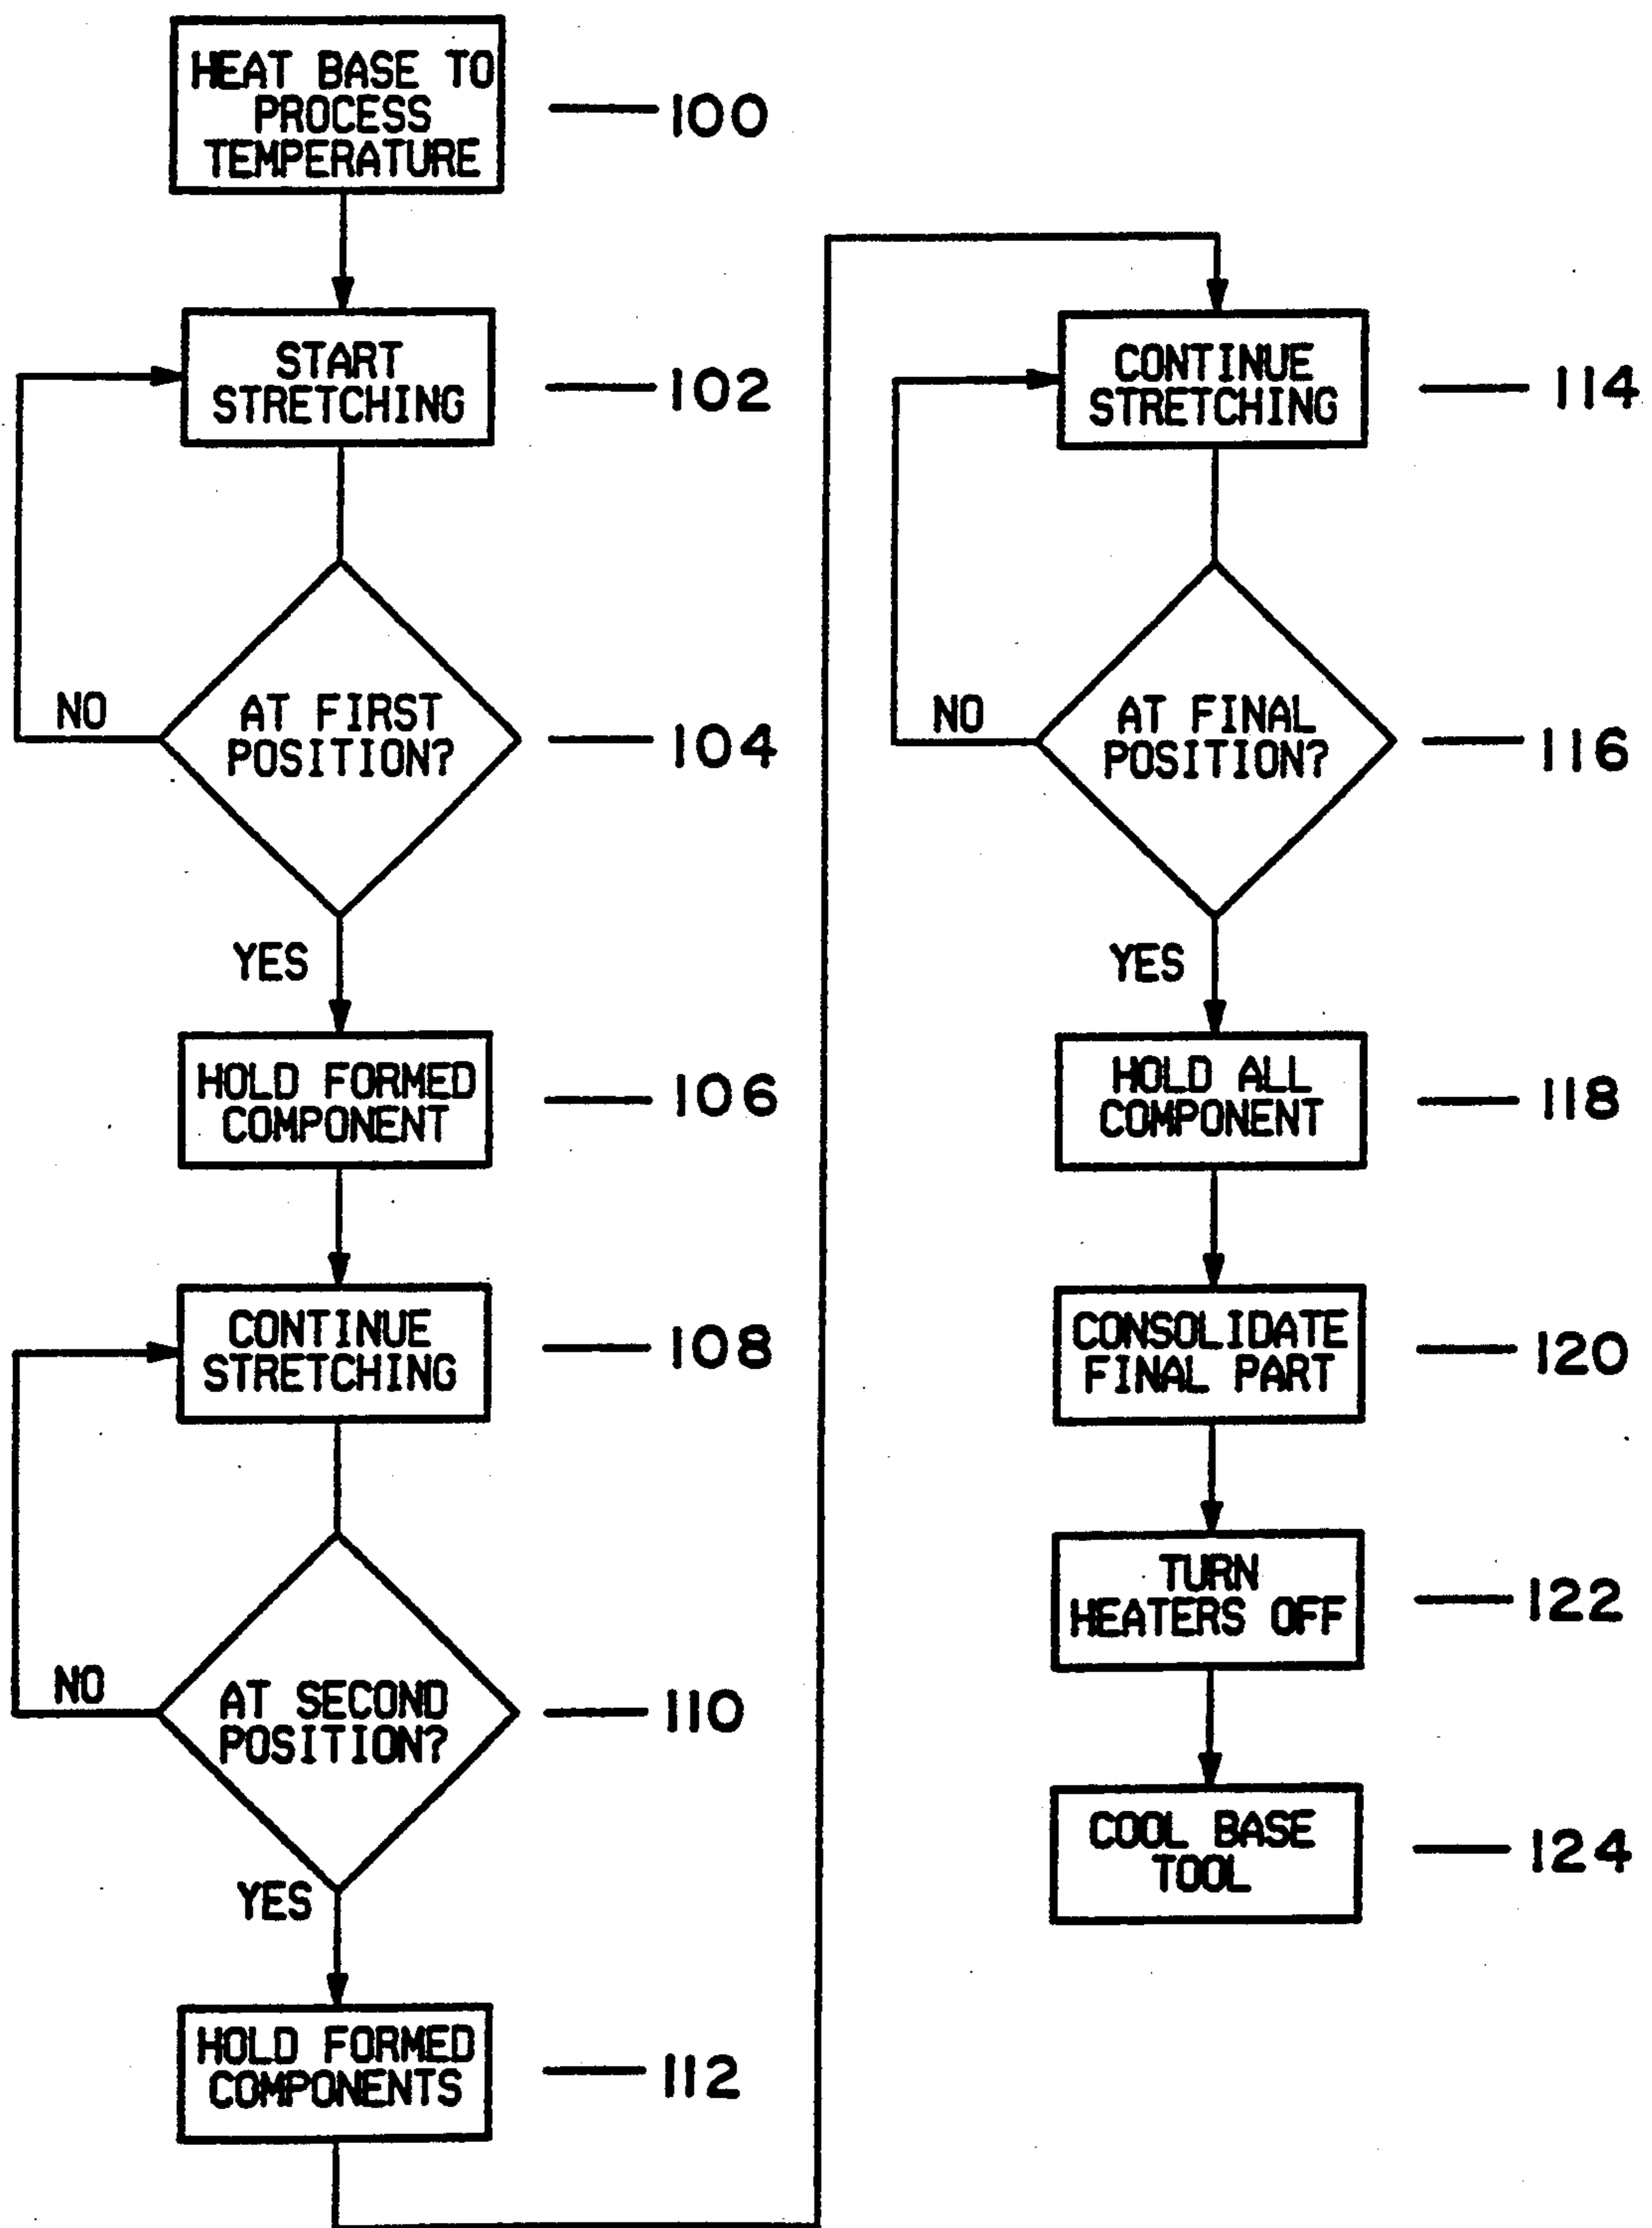 HEAT BASE TO
PROCESS
TEMPERATURE
100
START
STRETCHING
102
AT FIRST
POSITION?
104
NO
YES
HOLD FORMED
COMPONENT
106
CONTINUE
STRETCHING
108
AT SECOND
POSITION?
110
NO
YES
HOLD FORMED
COMPONENTS
112
CONTINUE
STRETCHING
114
AT FINAL
POSITION?
116
NO
YES
HOLD ALL
COMPONENT
118
CONSOLIDATE
FINAL PART
120
TURN
HEATERS OFF
122
COOL BASE
TOOL
124